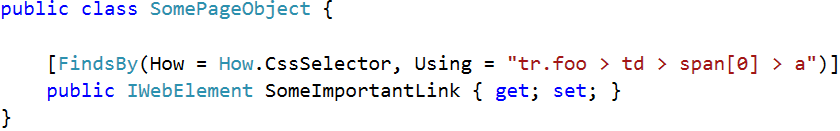 public class SomePageObject {
[FindsBy(How = How.CssSelector, Using = "tr.foo > td > span[0] > a")]
public IWebElement SomeImportantLink { get; set; }
}